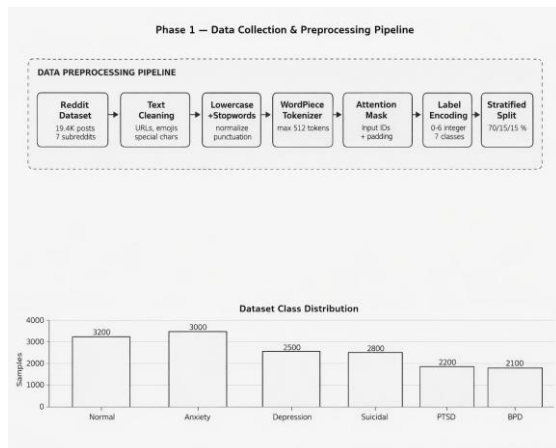 Phase 1 — Data Collection & Preprocessing Pipeline
DATA PREPROCESSING PIPELINE
Reddit
Dataset
19.4K posts
7 subreddits
Text
Cleaning
URLs, emojis
special chars
Lowercase
+Stopwords
normalize
punctuation
WordPiece
Tokenizer
max 512 tokens
Attention
Mask
Input IDs
+ padding
Label
Encoding
0-6 integer
7 classes
Stratified
Split
70/15/15 %
Dataset Class Distribution
Samples
4000
3000
2000
1000
0
3200
3000
2500
2800
2200
2100
Normal
Anxiety
Depression
Suicidal
PTSD
BPD